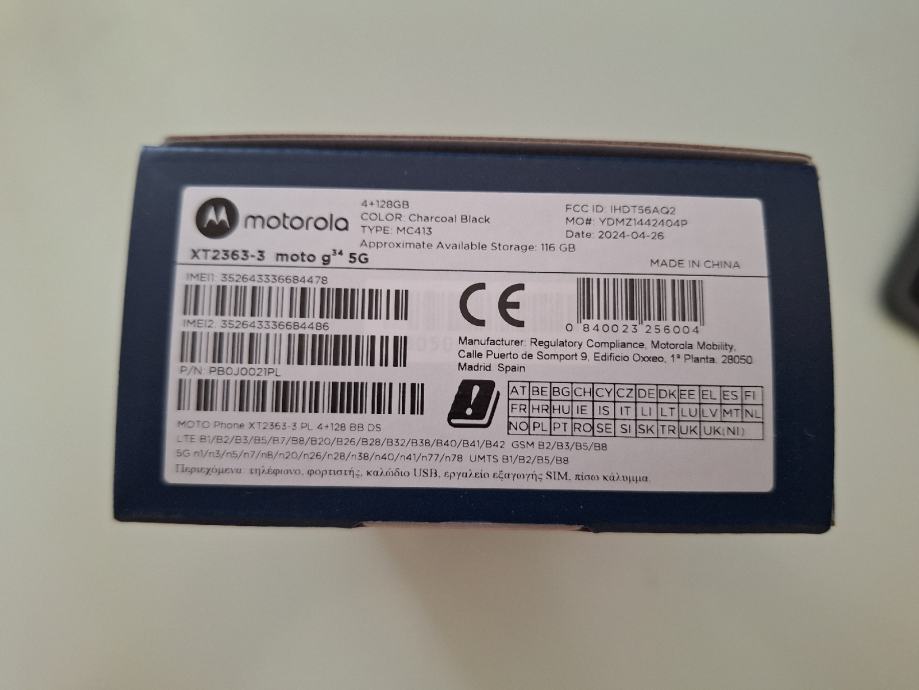 motorola
4+128GB
COLOR: Charcoal Black
TYPE: MC413
Approximate Available Storage: 116 GB
FCC ID: IHDT56AQ2
MO#: YDMZ1442404P
Date: 2024-04-26
XT2363-3 moto g³⁴ 5G
MADE IN CHINA
IMEI1: 352643336684478
IMEI2: 352643336684486
P/N: PB0J0021PL
CE
0 840023 256004
Manufacturer: Regulatory Compliance, Motorola Mobility,
Calle Puerto de Somport 9, Edificio Oxxeo, 1ª Planta. 28050
Madrid. Spain
AT BE BG CH CY CZ DE DK EE EL ES FI
FR HR HU IE IS IT LI LT LU LV MT NL
NO PL PT RO SE SI SK TR UK UK(NI)
MOTO Phone XT2363-3 PL 4+128 BB DS
LTE B1/B2/B3/B5/B7/B8/B20/B26/B28/B32/B38/B40/B41/B42 GSM B2/B3/B5/B8
5G n1/n3/n5/n7/n8/n20/n26/n28/n38/n40/n41/n77/n78 UMTS B1/B2/B5/B8
Περιεχόμενα: τηλέφωνο, φορτιστής, καλώδιο USB, εργαλείο εξαγωγής SIM, πίσω κάλυμμα.